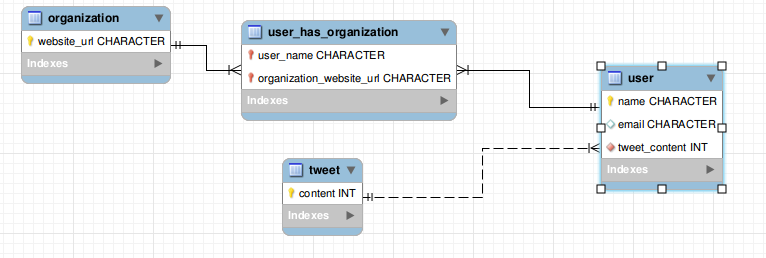 organization
website_url CHARACTER
Indexes
user_has_organization
user_name CHARACTER
organization_website_url CHARACTER
Indexes
user
name CHARACTER
email CHARACTER
tweet_content INT
Indexes
tweet
content INT
Indexes